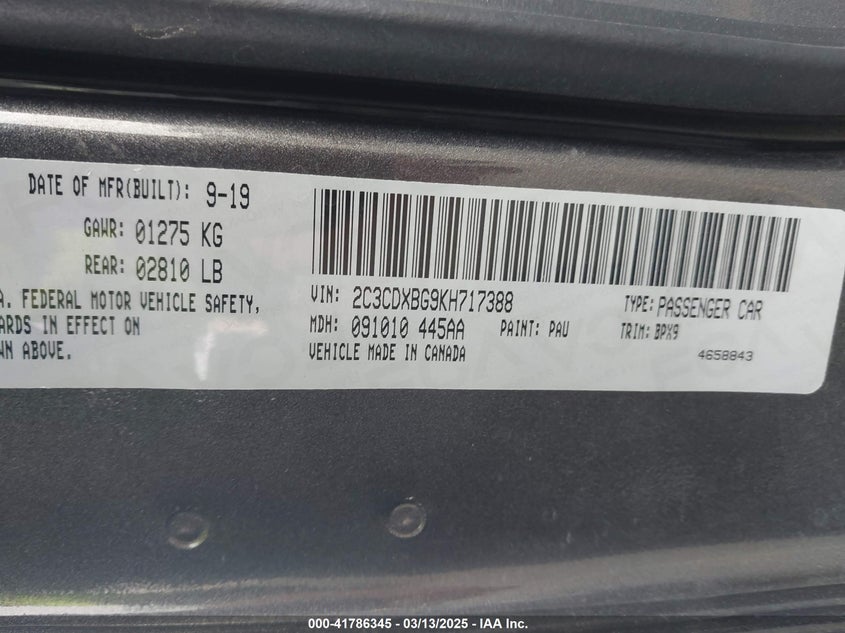 DATE OF MFR(BUILT): 9-19
GAWR: 01275 KG
REAR: 02810 LB
A. FEDERAL MOTOR VEHICLE SAFETY,
ARDS IN EFFECT ON
WN ABOVE.
VIN: 2C3CDXBG9KH717388
TYPE: PASSENGER CAR
MDH: 091010 445AA
PAINT: PAU
TRIM: BPX9
VEHICLE MADE IN CANADA
4658843
000-41786345 - 03/13/2025 - IAA Inc.